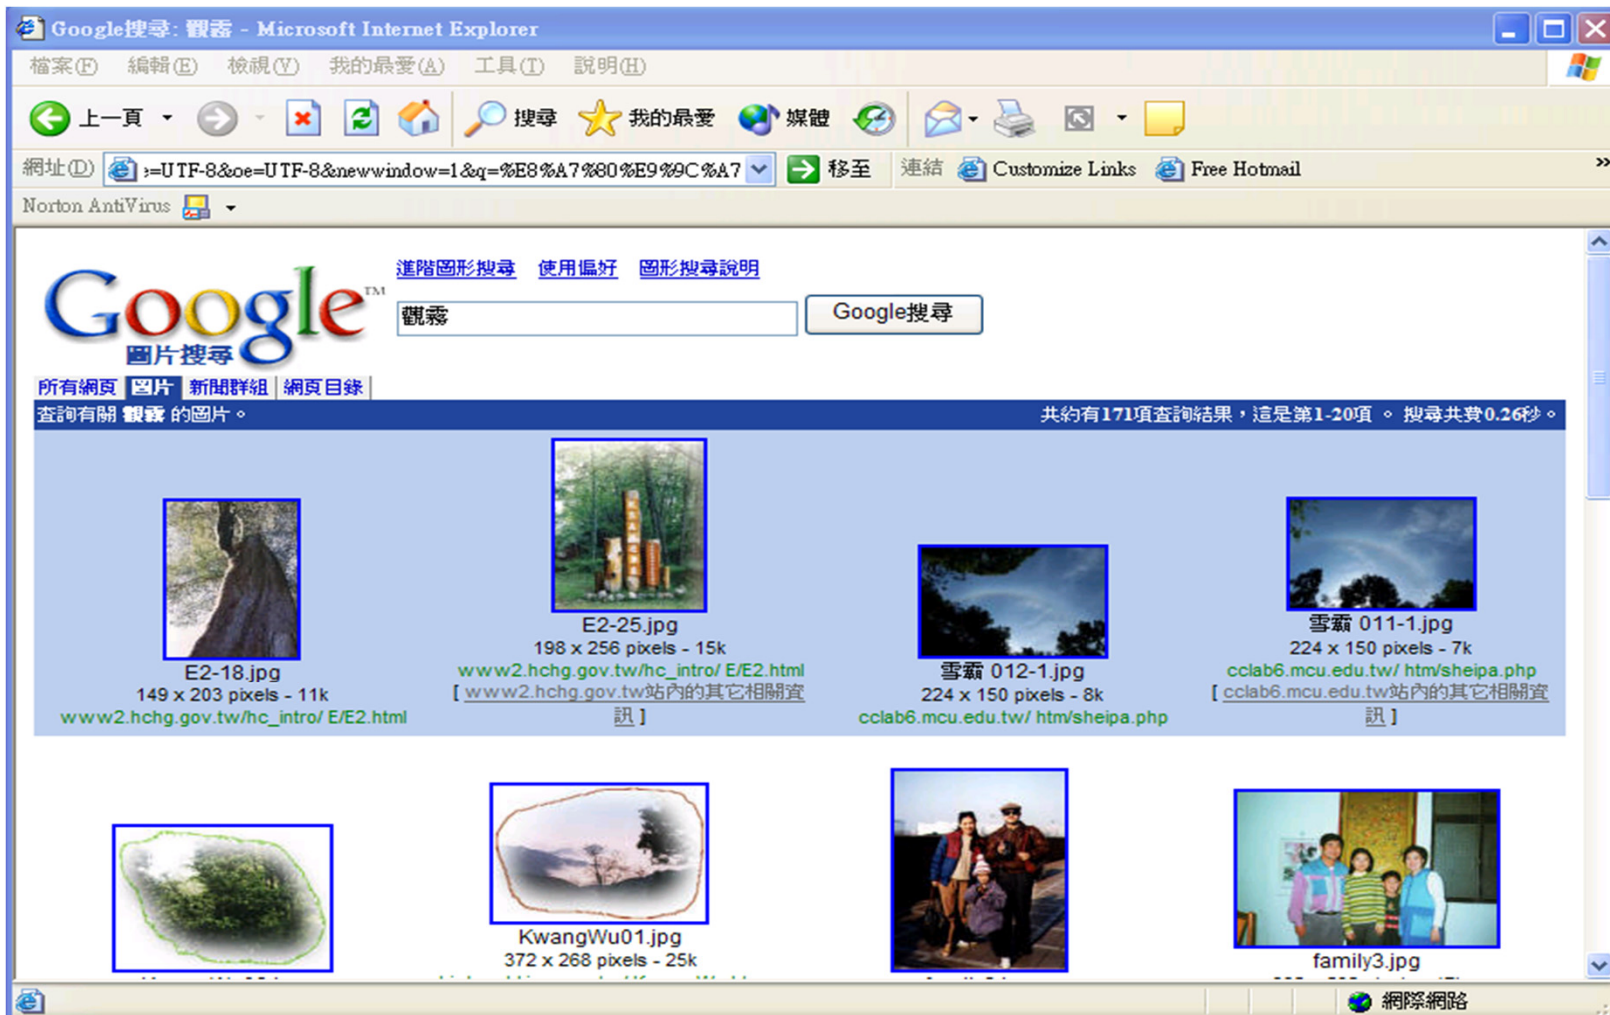 Google搜尋: 觀霧 - Microsoft Internet Explorer
檔案(F) 編輯(E) 檢視(V) 我的最愛(A) 工具(T) 說明(H)
上一頁 搜尋 我的最愛 媒體
網址(D) :=UTF-8&oe=UTF-8&newwindow=1&q=%E8%A7%80%E9%9C%A7 移至 連結 Customize Links Free Hotmail »
Norton AntiVirus
進階圖形搜尋 使用偏好 圖形搜尋說明
Google™
圖片搜尋
觀霧 Google搜尋
所有網頁 圖片 新聞群組 網頁目錄
查詢有關 觀霧 的圖片。 共約有171項查詢結果,這是第1-20項 。 搜尋共費0.26秒。
E2-18.jpg
149 x 203 pixels - 11k
www2.hchg.gov.tw/hc_intro/ E/E2.html
E2-25.jpg
198 x 256 pixels - 15k
www2.hchg.gov.tw/hc_intro/ E/E2.html
[ www2.hchg.gov.tw站內的其它相關資
訊 ]
雪霸 012-1.jpg
224 x 150 pixels - 8k
cclab6.mcu.edu.tw/ htm/sheipa.php
雪霸 011-1.jpg
224 x 150 pixels - 7k
cclab6.mcu.edu.tw/ htm/sheipa.php
[ cclab6.mcu.edu.tw站內的其它相關資
訊 ]
KwangWu01.jpg
372 x 268 pixels - 25k
family3.jpg
網際網路